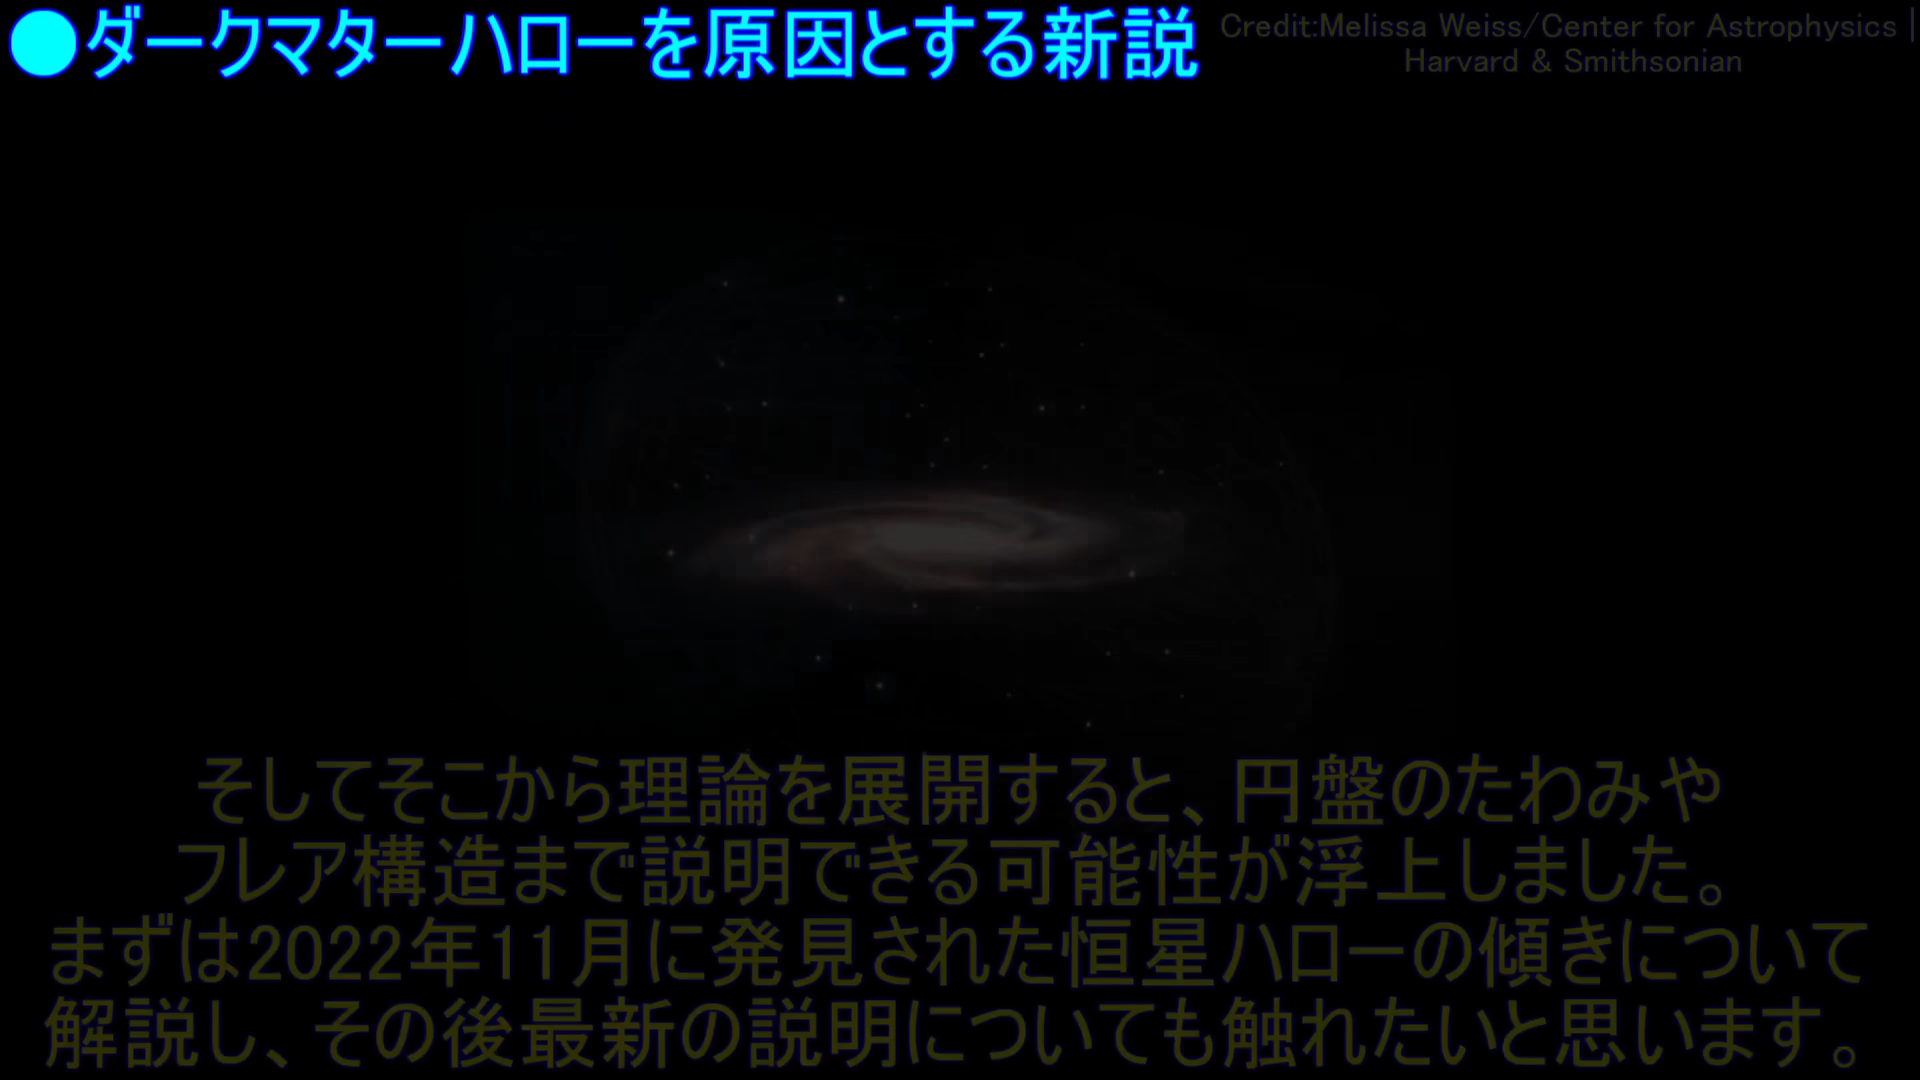 ●ダークマターハローを原因とする新説
Credit:Melissa Weiss/Center for Astrophysics |
Harvard & Smithsonian
そしてそこから理論を展開すると、円盤のたわみや
フレア構造まで説明できる可能性が浮上しました。
まずは2022年11月に発見された恒星ハローの傾きについて
解説し、その後最新の説明についても触れたいと思います。